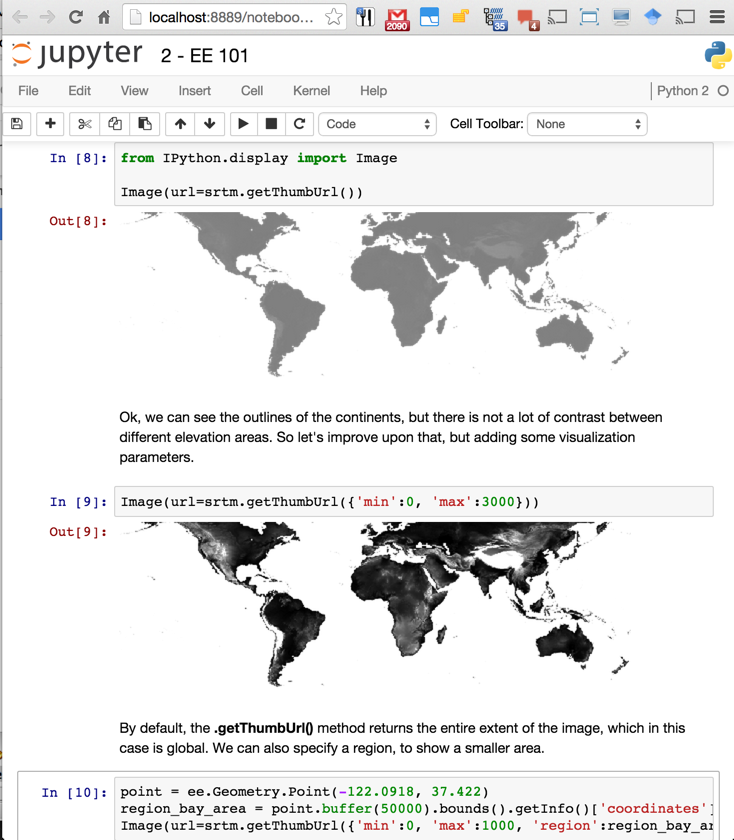 localhost:8889/noteboo...
2090
35
4
jupyter 2 - EE 101
File Edit View Insert Cell Kernel Help Python 2
Code Cell Toolbar: None
In [8]: from IPython.display import Image
Image(url=srtm.getThumbUrl())
Out[8]:
Ok, we can see the outlines of the continents, but there is not a lot of contrast between
different elevation areas. So let's improve upon that, but adding some visualization
parameters.
In [9]: Image(url=srtm.getThumbUrl({'min':0, 'max':3000}))
Out[9]:
By default, the .getThumbUrl() method returns the entire extent of the image, which in this
case is global. We can also specify a region, to show a smaller area.
In [10]: point = ee.Geometry.Point(-122.0918, 37.422)
region_bay_area = point.buffer(50000).bounds().getInfo()['coordinates']
Image(url=srtm.getThumbUrl({'min':0, 'max':1000, 'region':region_bay_ar